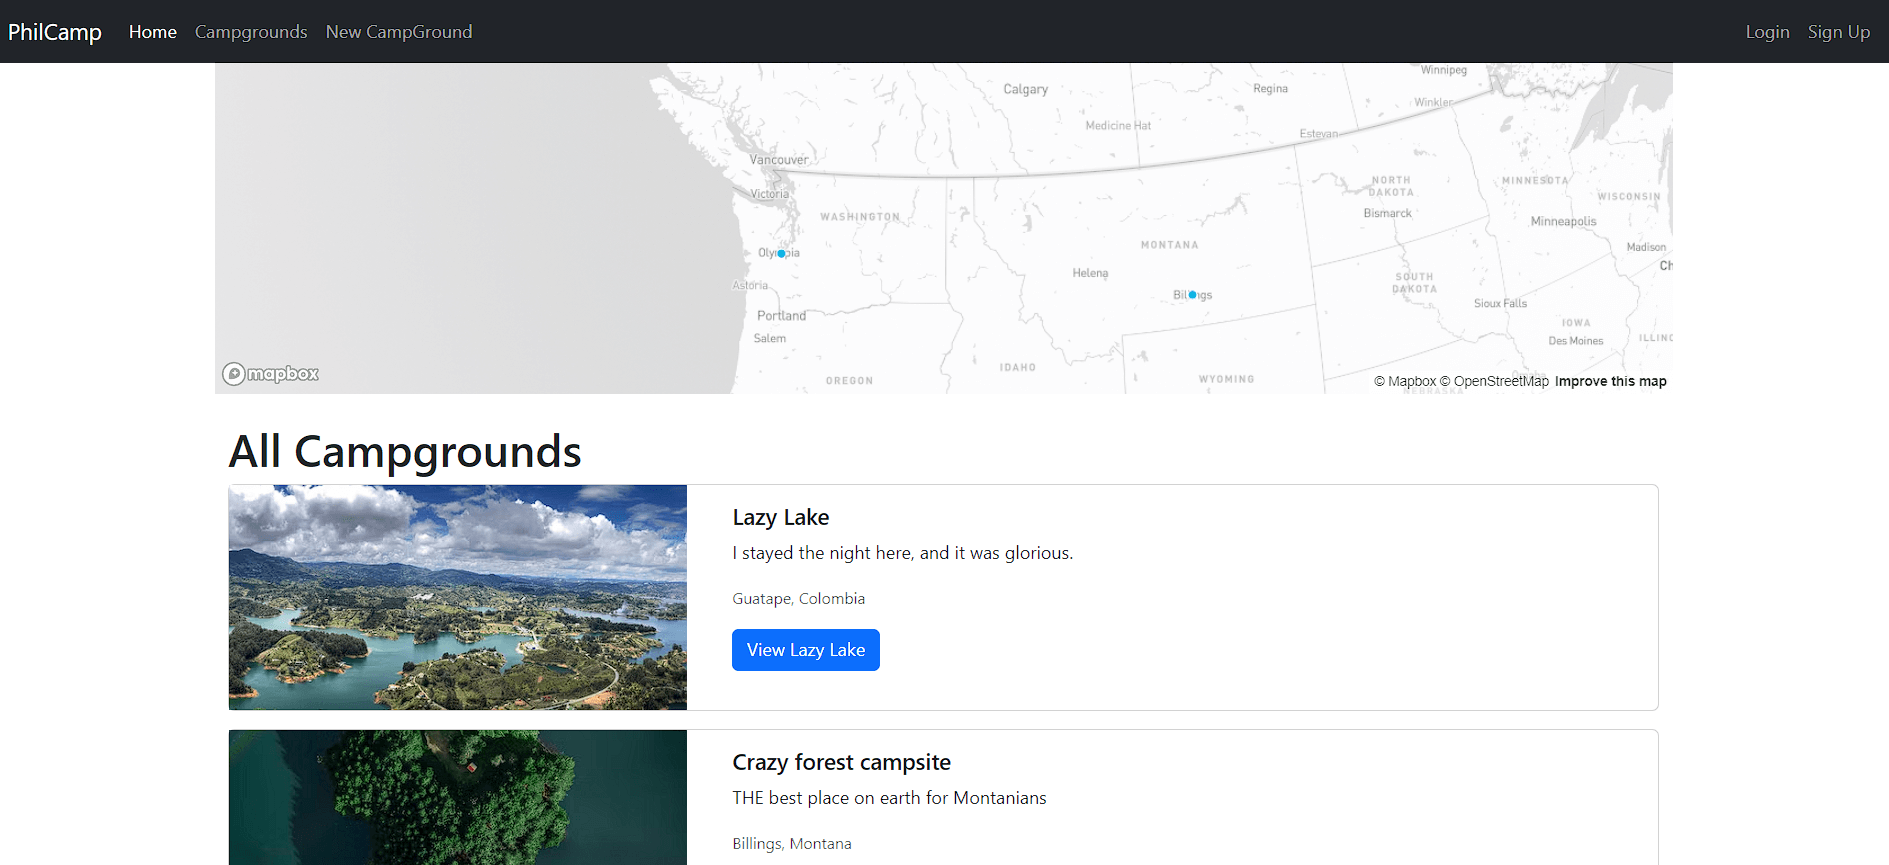 PhilCamp Home Campgrounds New CampGround Login Sign Up
Winnipeg
Calgary
Regina
Winkler
Medicine Hat
Estevan
Vancouver
NORTH
DAKOTA
MINNESOTA
Victoria
WISCONSIN
WASHINGTON
Bismarck
Minneapolis
MONTANA
Madison
Olympia
Ch
Helena
SOUTH
DAKOTA
Astoria
Billings
Sioux Falls
Portland
IOWA
Salem
Des Moines
ILLINC
IDAHO
mapbox
OREGON
WYOMING
Omaha
© Mapbox © OpenStreetMap Improve this map
NEBRASKA
All Campgrounds
Lazy Lake
I stayed the night here, and it was glorious.
Guatape, Colombia
View Lazy Lake
Crazy forest campsite
THE best place on earth for Montanians
Billings, Montana